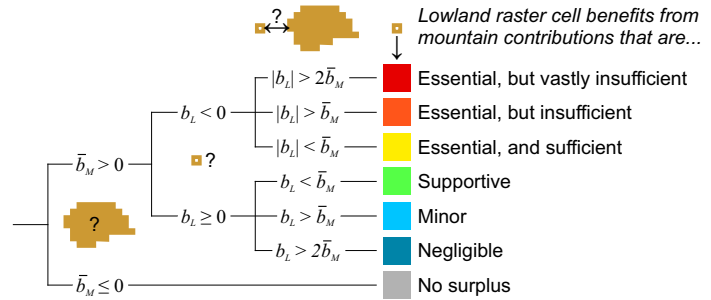 ? Lowland raster cell benefits from
mountain contributions that are...
|b_L| > 2b̄_M Essential, but vastly insufficient
b_L < 0 |b_L| > b̄_M Essential, but insufficient
|b_L| < b̄_M Essential, and sufficient
b̄_M > 0 ?
b_L < b̄_M Supportive
? b_L ≥ 0 b_L > b̄_M Minor
b_L > 2b̄_M Negligible
b̄_M ≤ 0 No surplus